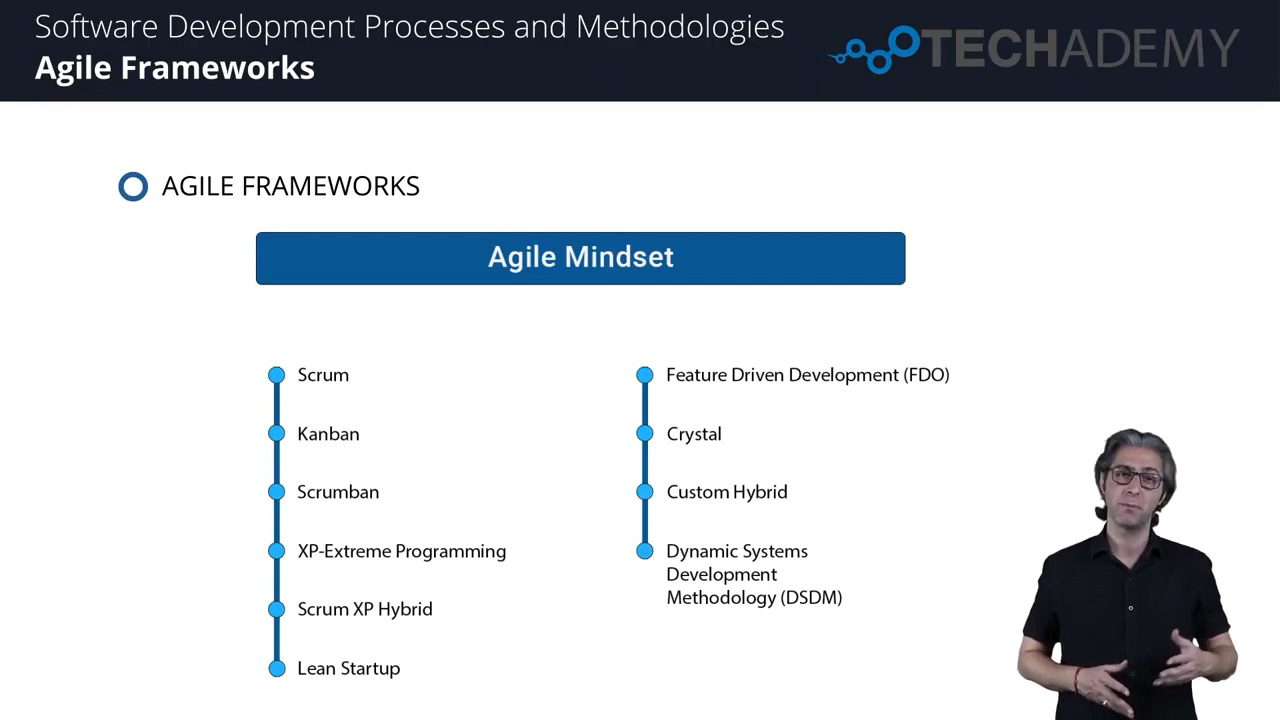 Software Development Processes and Methodologies
Agile Frameworks
TECHADEMY
AGILE FRAMEWORKS
Agile Mindset
Scrum
Kanban
Scrumban
XP-Extreme Programming
Scrum XP Hybrid
Lean Startup
Feature Driven Development (FDO)
Crystal
Custom Hybrid
Dynamic Systems
Development
Methodology (DSDM)